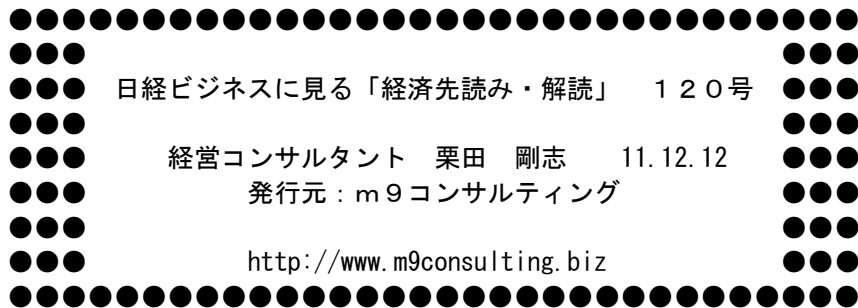 日経ビジネスに見る「経済先読み・解読」　１２０号
経営コンサルタント　栗田　剛志　　11.12.12
発行元：ｍ９コンサルティング
http://www.m9consulting.biz